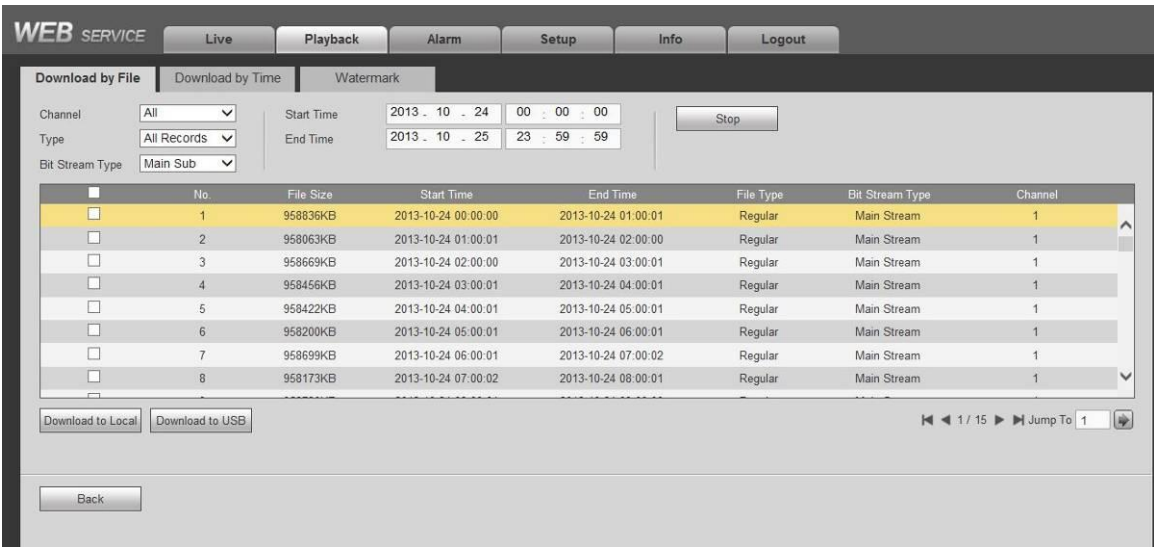 WEB SERVICE Live Playback Alarm Setup Info Logout
Download by File Download by Time Watermark
Channel All Start Time 2013 . 10 . 24 00 : 00 : 00 Stop
Type All Records End Time 2013 . 10 . 25 23 : 59 : 59
Bit Stream Type Main Sub
No. File Size Start Time End Time File Type Bit Stream Type Channel
1 958836KB 2013-10-24 00:00:00 2013-10-24 01:00:01 Regular Main Stream 1
2 958063KB 2013-10-24 01:00:01 2013-10-24 02:00:00 Regular Main Stream 1
3 958669KB 2013-10-24 02:00:00 2013-10-24 03:00:01 Regular Main Stream 1
4 958456KB 2013-10-24 03:00:01 2013-10-24 04:00:01 Regular Main Stream 1
5 958422KB 2013-10-24 04:00:01 2013-10-24 05:00:01 Regular Main Stream 1
6 958200KB 2013-10-24 05:00:01 2013-10-24 06:00:01 Regular Main Stream 1
7 958699KB 2013-10-24 06:00:01 2013-10-24 07:00:02 Regular Main Stream 1
8 958173KB 2013-10-24 07:00:02 2013-10-24 08:00:01 Regular Main Stream 1
Download to Local Download to USB 1 / 15 Jump To 1
Back